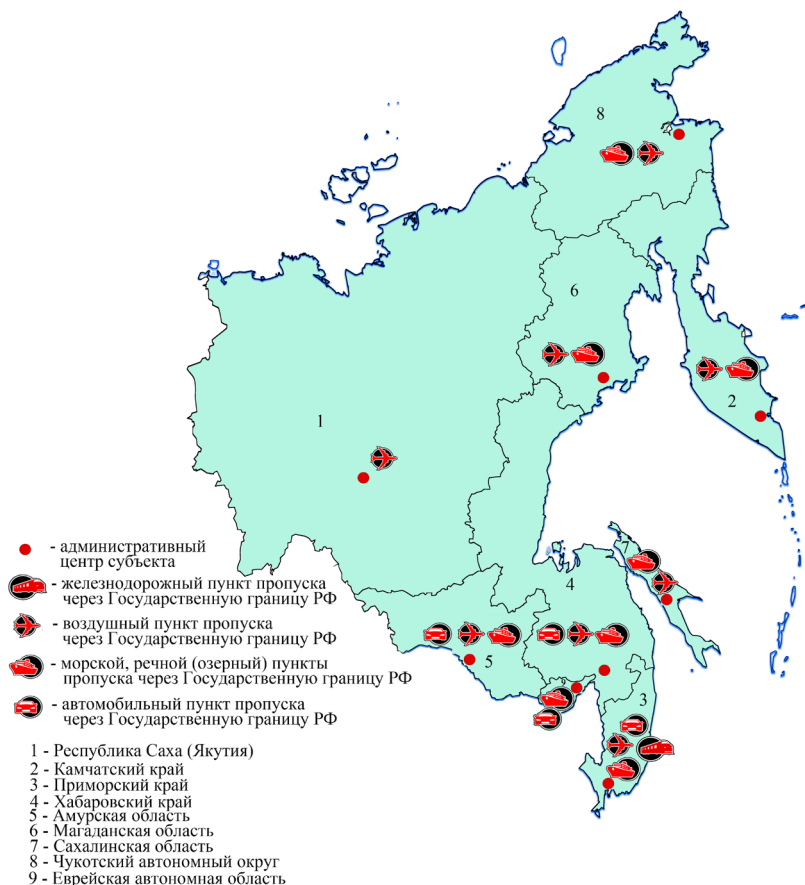 8
6
2
1
7
4
5
9
3
- административный
центр субъекта
- железнодорожный пункт пропуска
через Государственную границу РФ
- воздушный пункт пропуска
через Государственную границу РФ
- морской, речной (озерный) пункты
пропуска через Государственную границу РФ
- автомобильный пункт пропуска
через Государственную границу РФ
1 - Республика Саха (Якутия)
2 - Камчатский край
3 - Приморский край
4 - Хабаровский край
5 - Амурская область
6 - Магаданская область
7 - Сахалинская область
8 - Чукотский автономный округ
9 - Еврейская автономная область